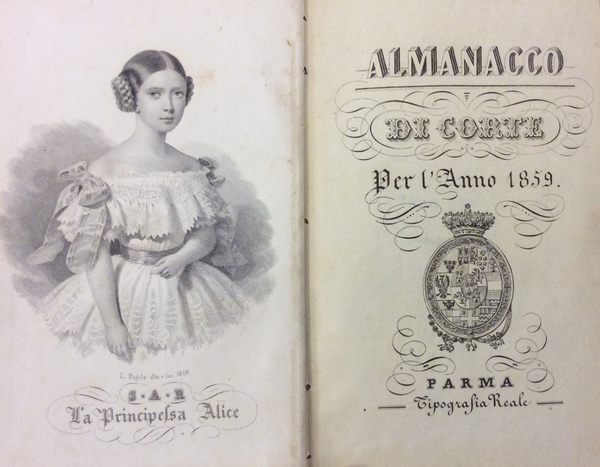 S·A·R
La Principeſsa Alice
ALMANACCO
DI CORTE
Per l'Anno 1859.
PARMA
Tipografia Reale